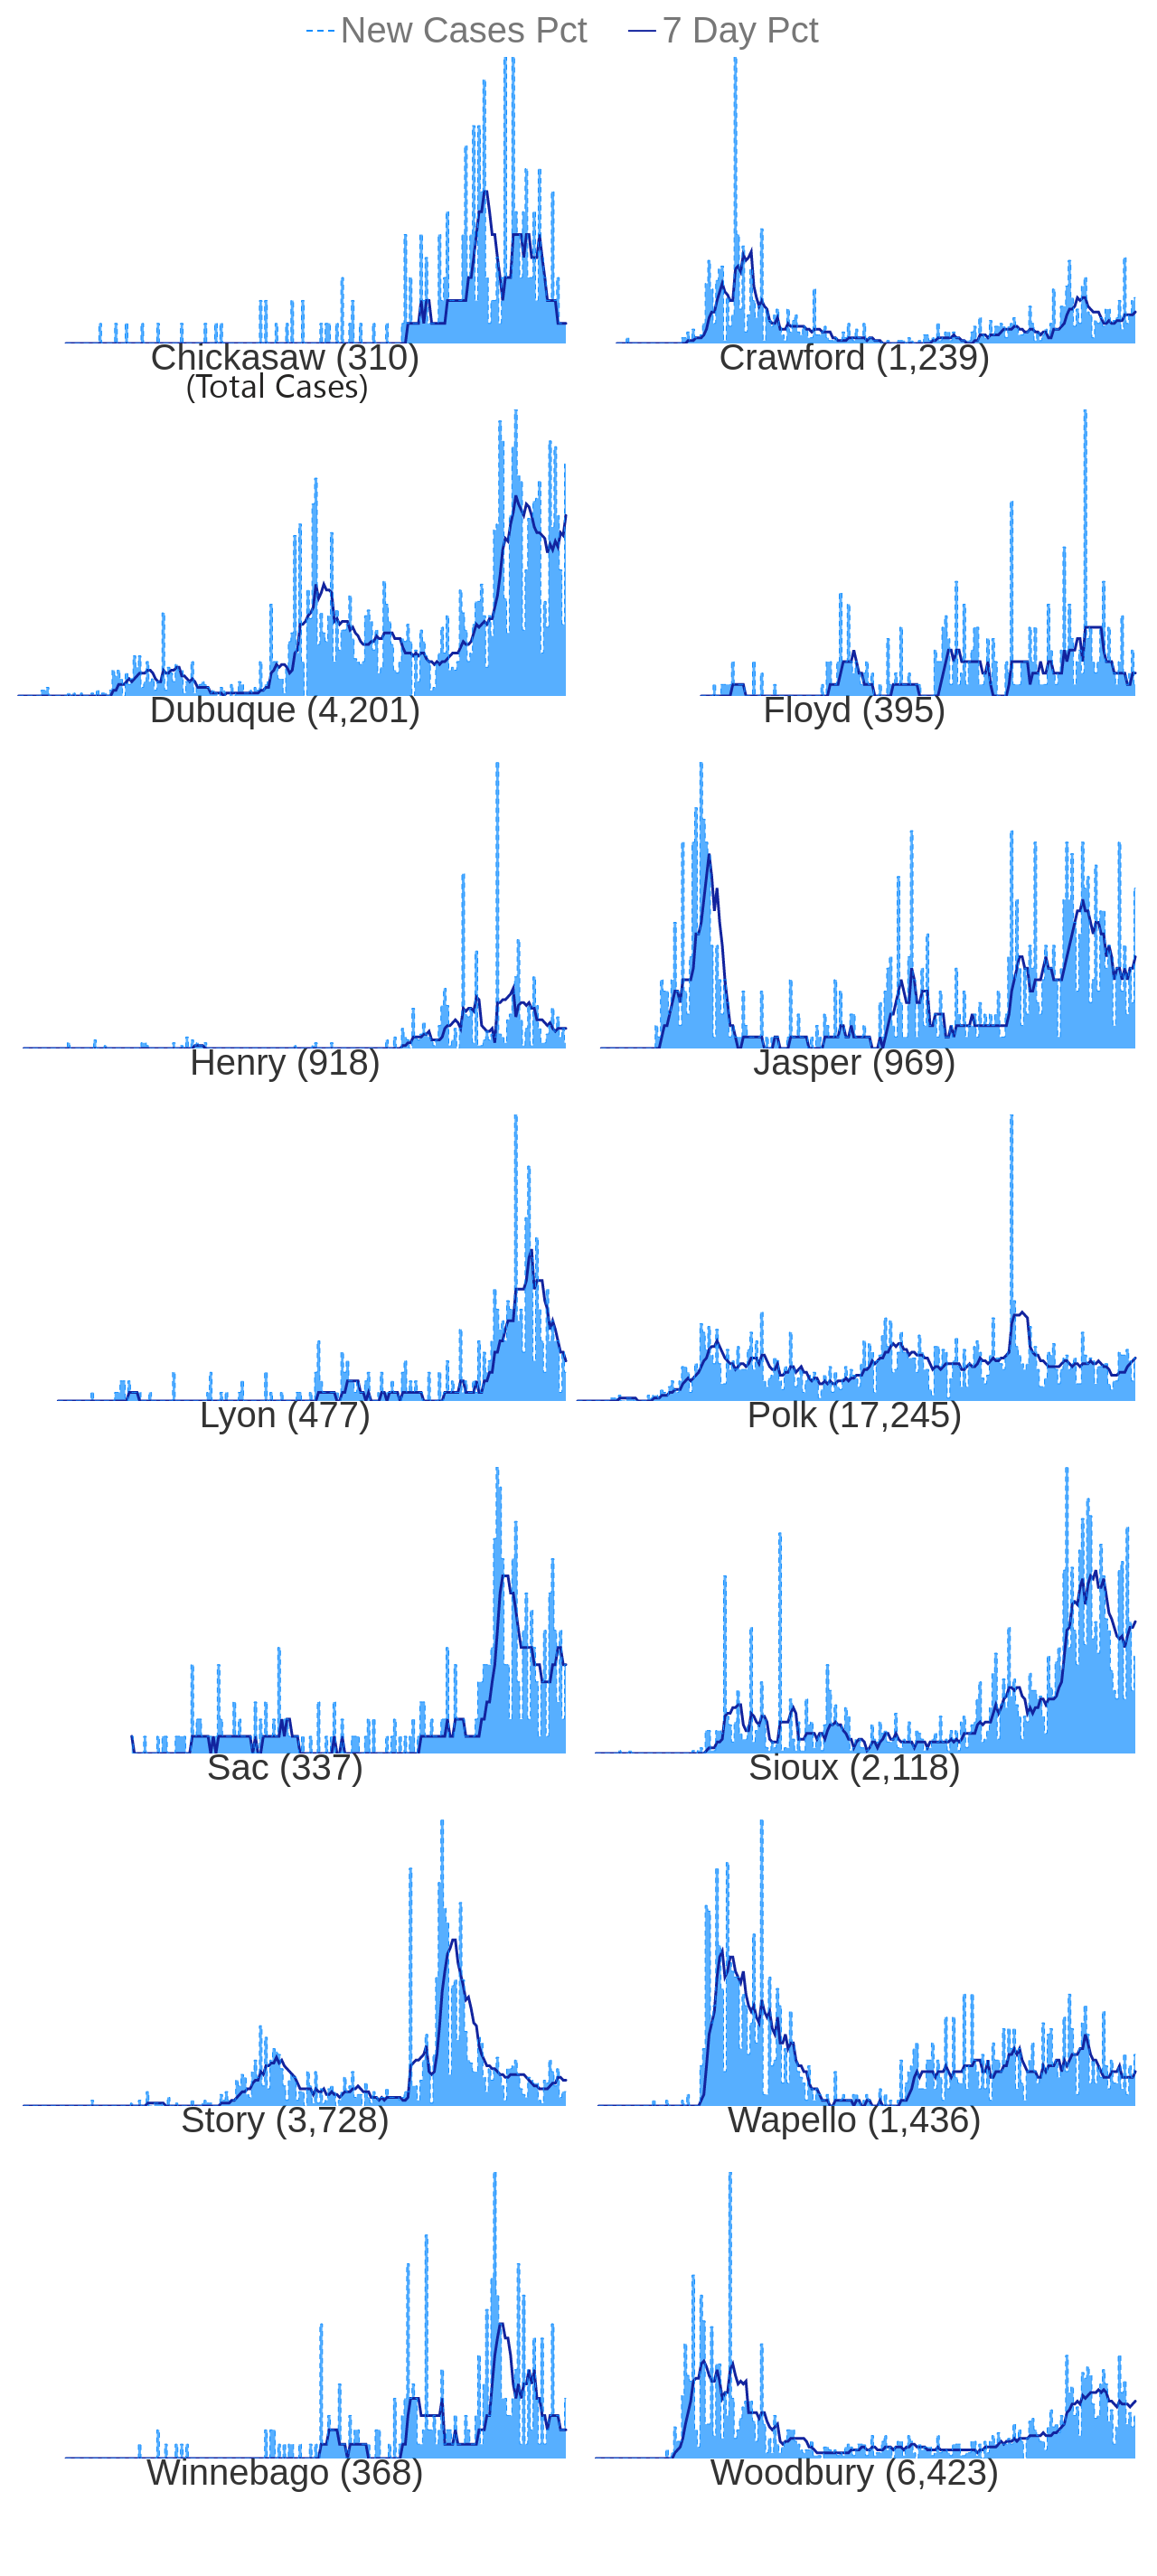 New Cases Pct 7 Day Pct
Chickasaw (310) Crawford (1,239)
(Total Cases)
Dubuque (4,201) Floyd (395)
Henry (918) Jasper (969)
Lyon (477) Polk (17,245)
Sac (337) Sioux (2,118)
Story (3,728) Wapello (1,436)
Winnebago (368) Woodbury (6,423)